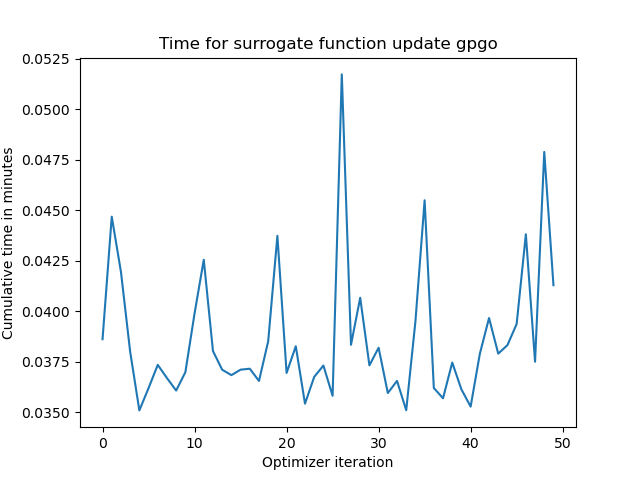 Time for surrogate function update gpgo
Cumulative time in minutes
0.0525
0.0500
0.0475
0.0450
0.0425
0.0400
0.0375
0.0350
0 10 20 30 40 50
Optimizer iteration